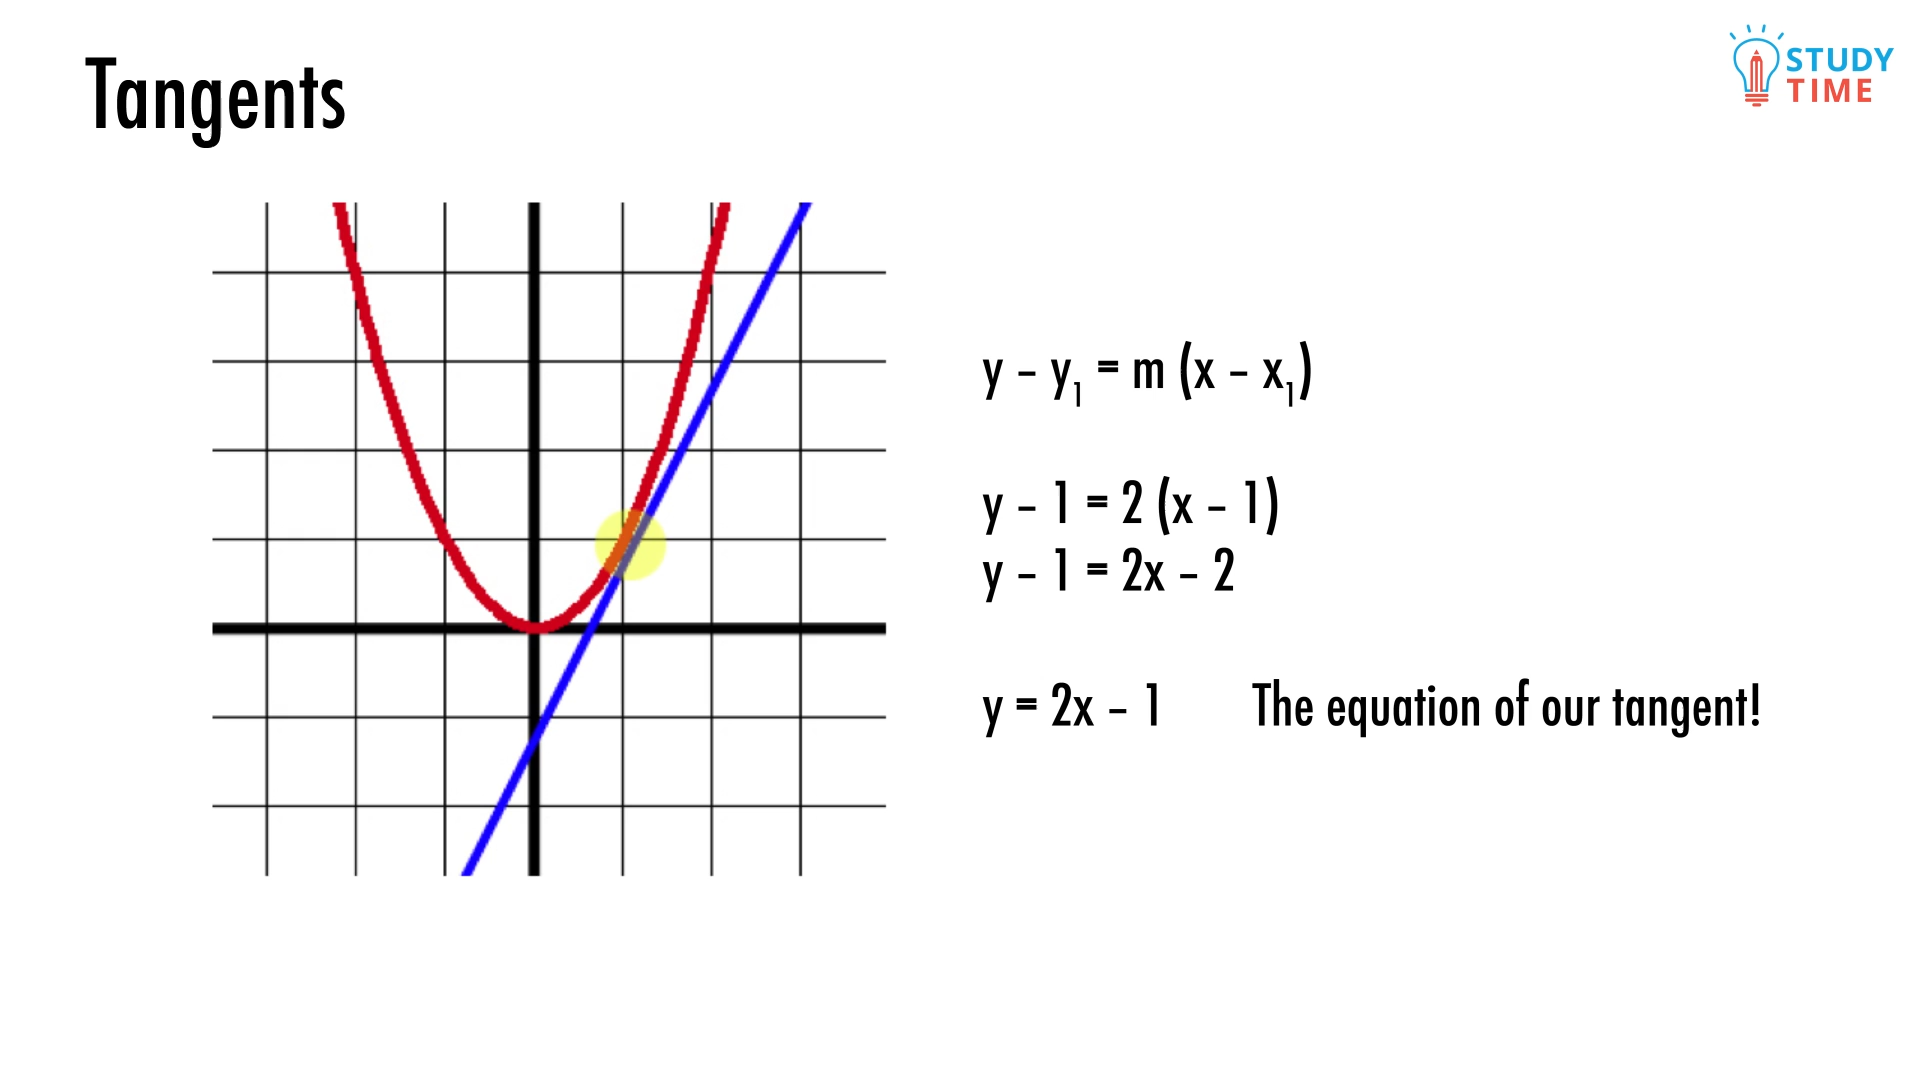 Tangents
STUDY
TIME
y – y₁ = m (x – x₁)
y – 1 = 2 (x – 1)
y – 1 = 2x – 2
y = 2x – 1 The equation of our tangent!